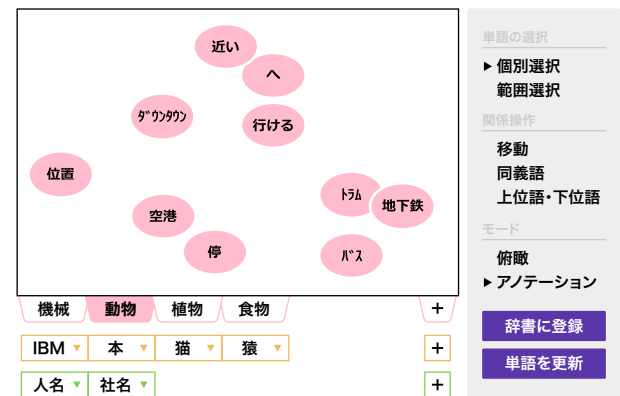 近い
へ
ﾀﾞｳﾝﾀｳﾝ
行ける
位置
ﾄﾗﾑ
地下鉄
空港
停
ﾊﾞｽ
機械 動物 植物 食物 +
IBM ▼ 本 ▼ 猫 ▼ 猿 ▼ +
人名 ▼ 社名 ▼ +
単語の選択
▶ 個別選択
範囲選択
関係操作
移動
同義語
上位語・下位語
モード
俯瞰
▶ アノテーション
辞書に登録
単語を更新